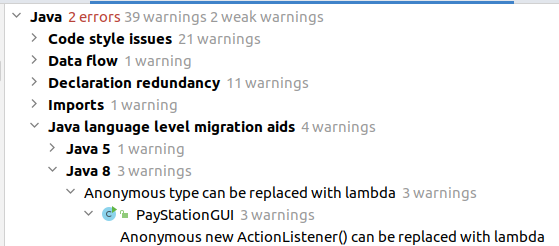 Java 2 errors 39 warnings 2 weak warnings
Code style issues 21 warnings
Data flow 1 warning
Declaration redundancy 11 warnings
Imports 1 warning
Java language level migration aids 4 warnings
Java 5 1 warning
Java 8 3 warnings
Anonymous type can be replaced with lambda 3 warnings
PayStationGUI 3 warnings
Anonymous new ActionListener() can be replaced with lambda